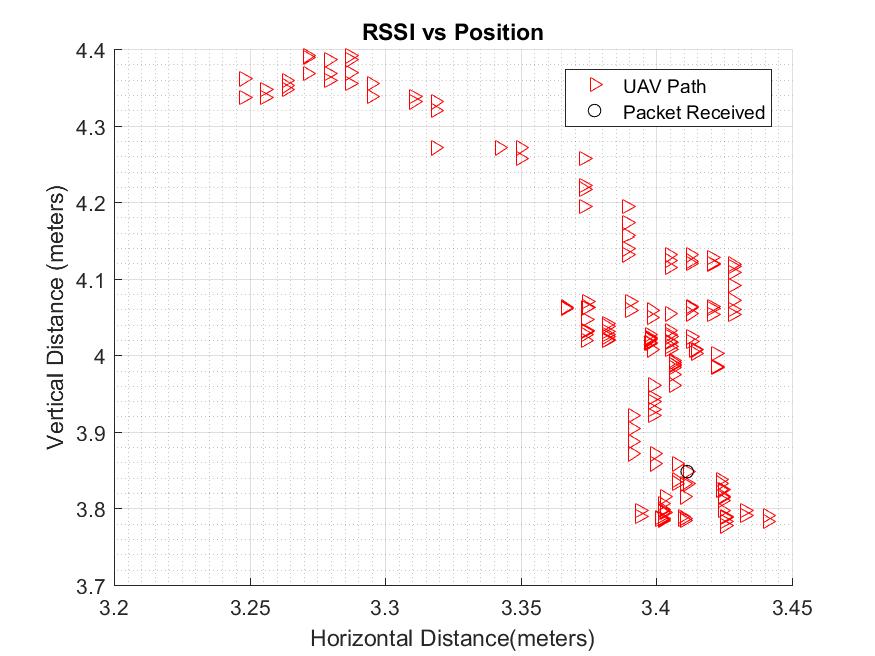 RSSI vs Position
4.4
4.3
4.2
4.1
4
3.9
3.8
3.7
Vertical Distance (meters)
UAV Path
Packet Received
3.2 3.25 3.3 3.35 3.4 3.45
Horizontal Distance(meters)